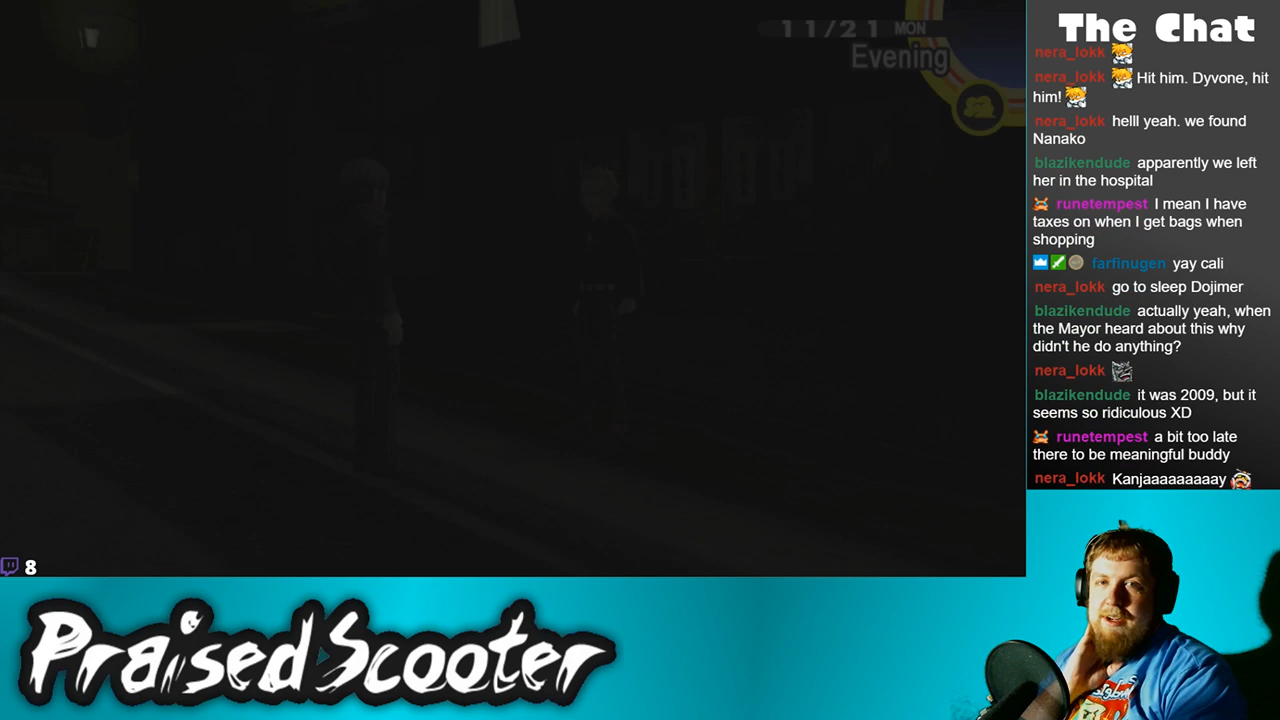 11/21 MON
Evening
The Chat
nera_lokk
nera_lokk Hit him. Dyvone, hit
him!
nera_lokk helll yeah. we found
Nanako
blazikendude apparently we left
her in the hospital
runetempest I mean I have
taxes on when I get bags when
shopping
farfinugen yay cali
nera_lokk go to sleep Dojimer
blazikendude actually yeah, when
the Mayor heard about this why
didn't he do anything?
nera_lokk
blazikendude it was 2009, but it
seems so ridiculous XD
runetempest a bit too late
there to be meaningful buddy
nera_lokk Kanjaaaaaaaaay
8
PraisedScooter